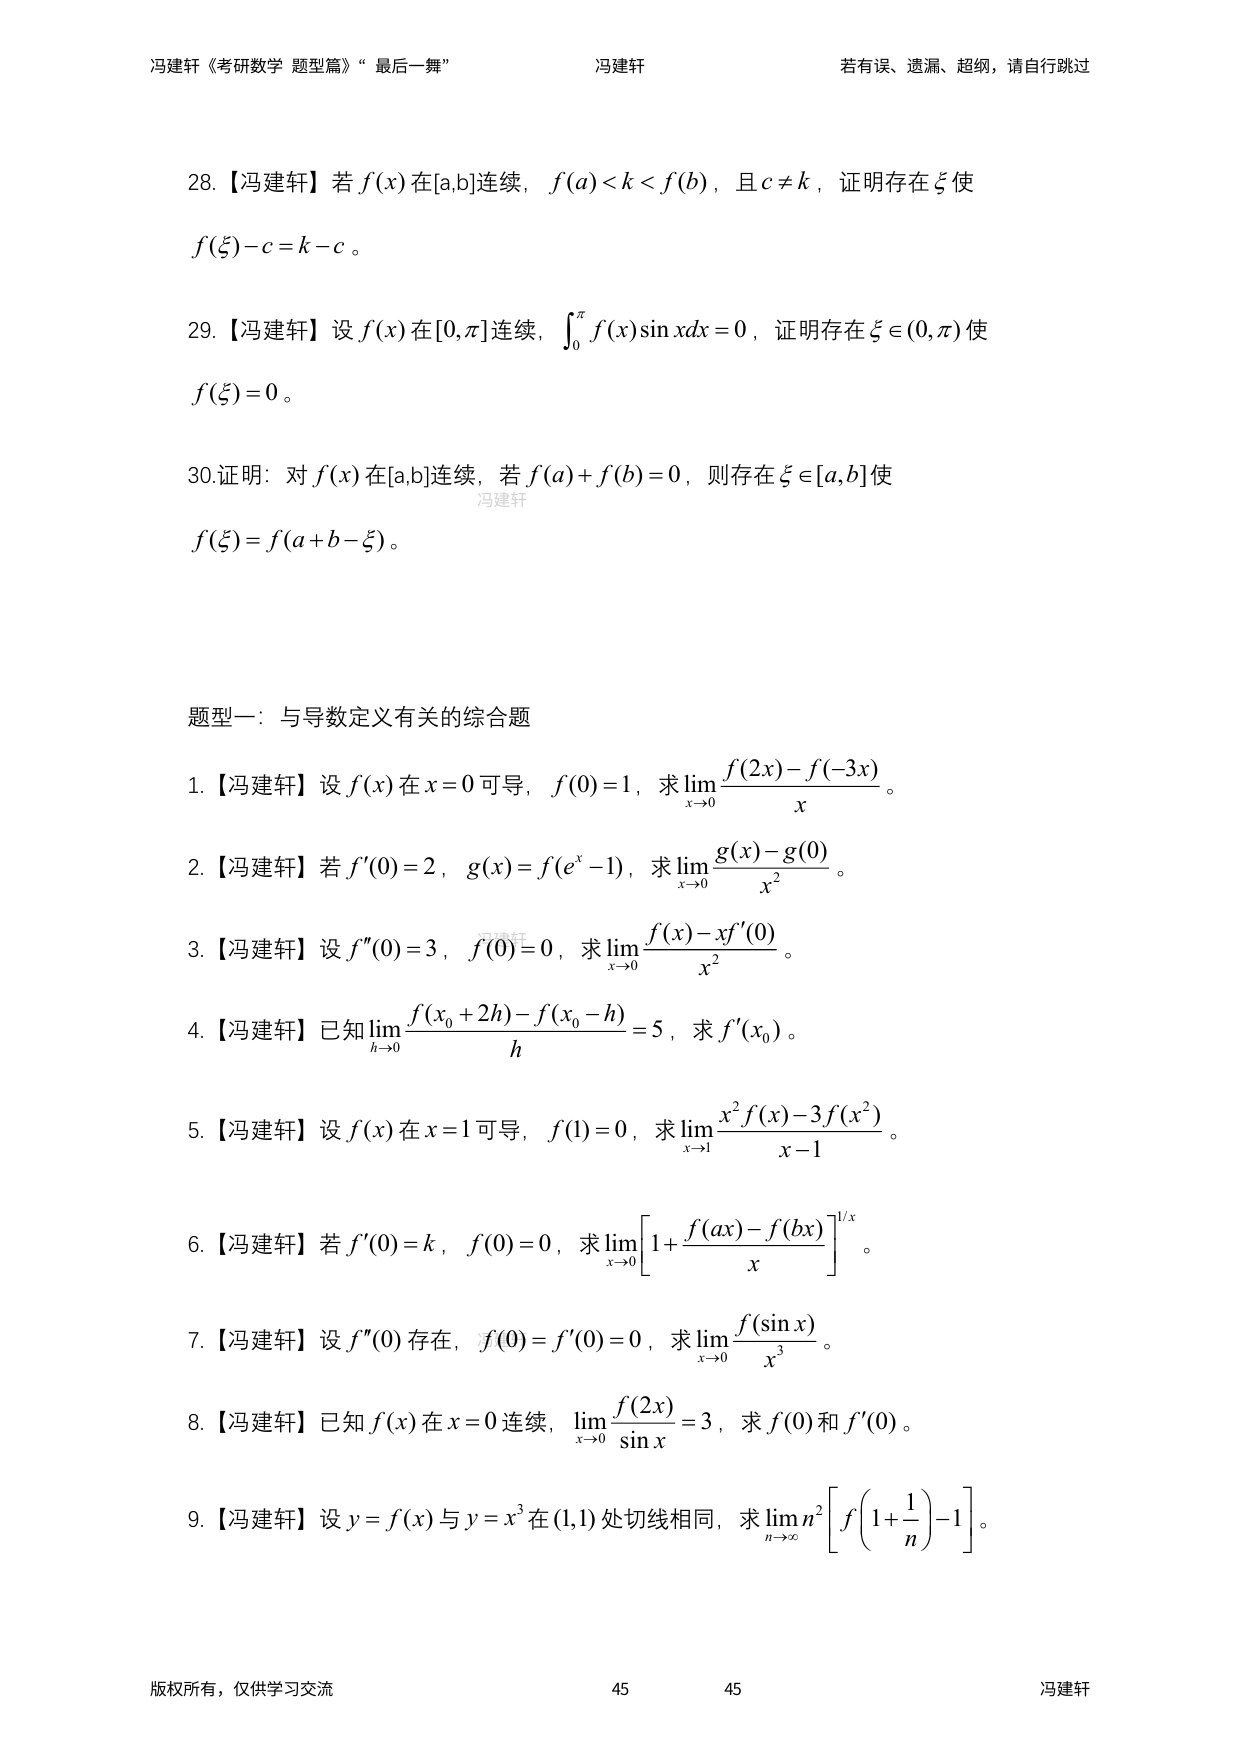 冯建轩《考研数学 题型篇》“ 最后一舞” 冯建轩 若有误、遗漏、超纲，请自行跳过
28.【冯建轩】若 f(x) 在[a,b]连续， f(a)<k<f(b)，且 c≠k，证明存在 ξ 使
f(ξ)−c=k−c 。
29.【冯建轩】设 f(x) 在[0,π]连续，∫₀^π f(x)sin xdx=0，证明存在 ξ∈(0,π) 使
f(ξ)=0 。
30.证明：对 f(x) 在[a,b]连续，若 f(a)+f(b)=0，则存在 ξ∈[a,b] 使
冯建轩
f(ξ)=f(a+b−ξ) 。
题型一：与导数定义有关的综合题
1.【冯建轩】设 f(x) 在 x=0 可导， f(0)=1，求 lim_{x→0} (f(2x)−f(−3x))/x 。
2.【冯建轩】若 f′(0)=2， g(x)=f(e^x−1)，求 lim_{x→0} (g(x)−g(0))/x² 。
3.【冯建轩】设 f″(0)=3， f(0)=0，求 lim_{x→0} (f(x)−xf′(0))/x² 。
冯建轩
4.【冯建轩】已知 lim_{h→0} (f(x₀+2h)−f(x₀−h))/h=5，求 f′(x₀) 。
5.【冯建轩】设 f(x) 在 x=1 可导， f(1)=0，求 lim_{x→1} (x²f(x)−3f(x²))/(x−1) 。
6.【冯建轩】若 f′(0)=k， f(0)=0，求 lim_{x→0} [1+(f(ax)−f(bx))/x]^{1/x} 。
7.【冯建轩】设 f″(0) 存在， f(0)=f′(0)=0，求 lim_{x→0} f(sin x)/x³ 。
冯建轩
8.【冯建轩】已知 f(x) 在 x=0 连续，lim_{x→0} f(2x)/sin x=3，求 f(0) 和 f′(0) 。
9.【冯建轩】设 y=f(x) 与 y=x³ 在 (1,1) 处切线相同，求 lim_{n→∞} n²[f(1+1/n)−1] 。
版权所有，仅供学习交流 45 45 冯建轩